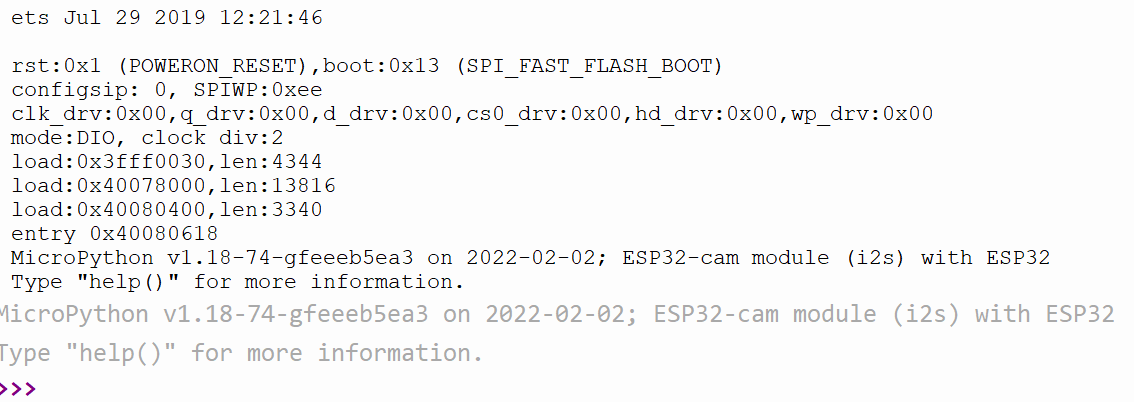 ets Jul 29 2019 12:21:46
rst:0x1 (POWERON_RESET),boot:0x13 (SPI_FAST_FLASH_BOOT)
configsip: 0, SPIWP:0xee
clk_drv:0x00,q_drv:0x00,d_drv:0x00,cs0_drv:0x00,hd_drv:0x00,wp_drv:0x00
mode:DIO, clock div:2
load:0x3fff0030,len:4344
load:0x40078000,len:13816
load:0x40080400,len:3340
entry 0x40080618
MicroPython v1.18-74-gfeeeb5ea3 on 2022-02-02; ESP32-cam module (i2s) with ESP32
Type "help()" for more information.
MicroPython v1.18-74-gfeeeb5ea3 on 2022-02-02; ESP32-cam module (i2s) with ESP32
Type "help()" for more information.
>>>